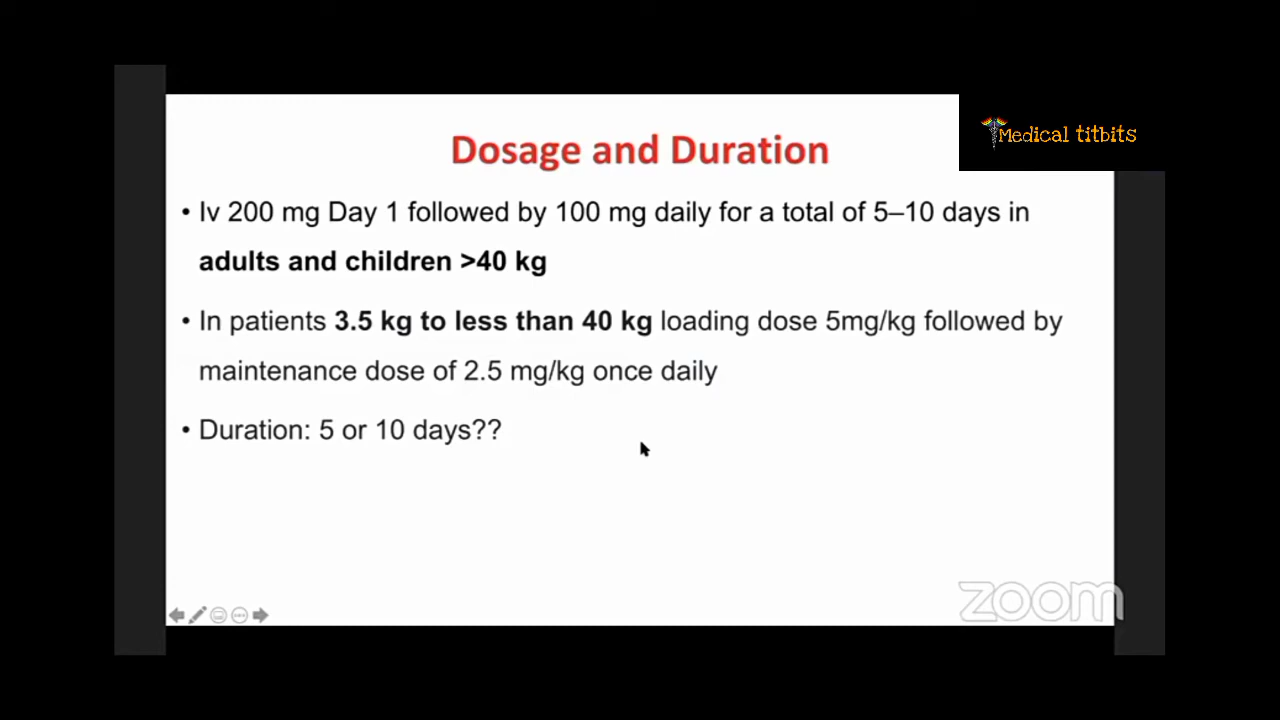 Medical titbits
Dosage and Duration
• Iv 200 mg Day 1 followed by 100 mg daily for a total of 5–10 days in
adults and children >40 kg
• In patients 3.5 kg to less than 40 kg loading dose 5mg/kg followed by
maintenance dose of 2.5 mg/kg once daily
• Duration: 5 or 10 days??
zoom